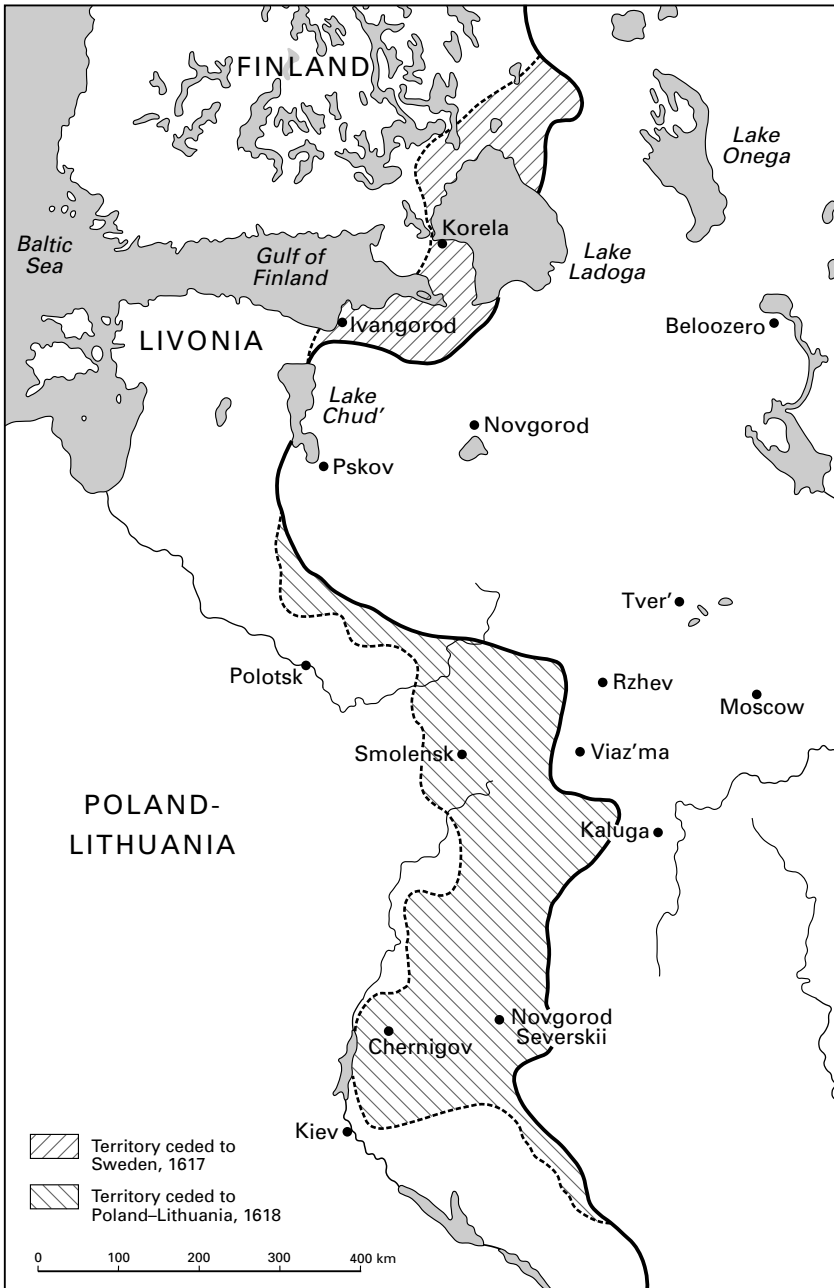 FINLAND
Lake
Onega
Baltic
Sea
Gulf of
Finland
Korela
Lake
Ladoga
LIVONIA
Ivangorod
Beloozero
Lake
Chud'
Novgorod
Pskov
Tver'
Polotsk
Rzhev
Moscow
Smolensk
Viaz'ma
POLAND-
LITHUANIA
Kaluga
Novgorod
Severskii
Chernigov
Kiev
Territory ceded to
Sweden, 1617
Territory ceded to
Poland–Lithuania, 1618
0 100 200 300 400 km